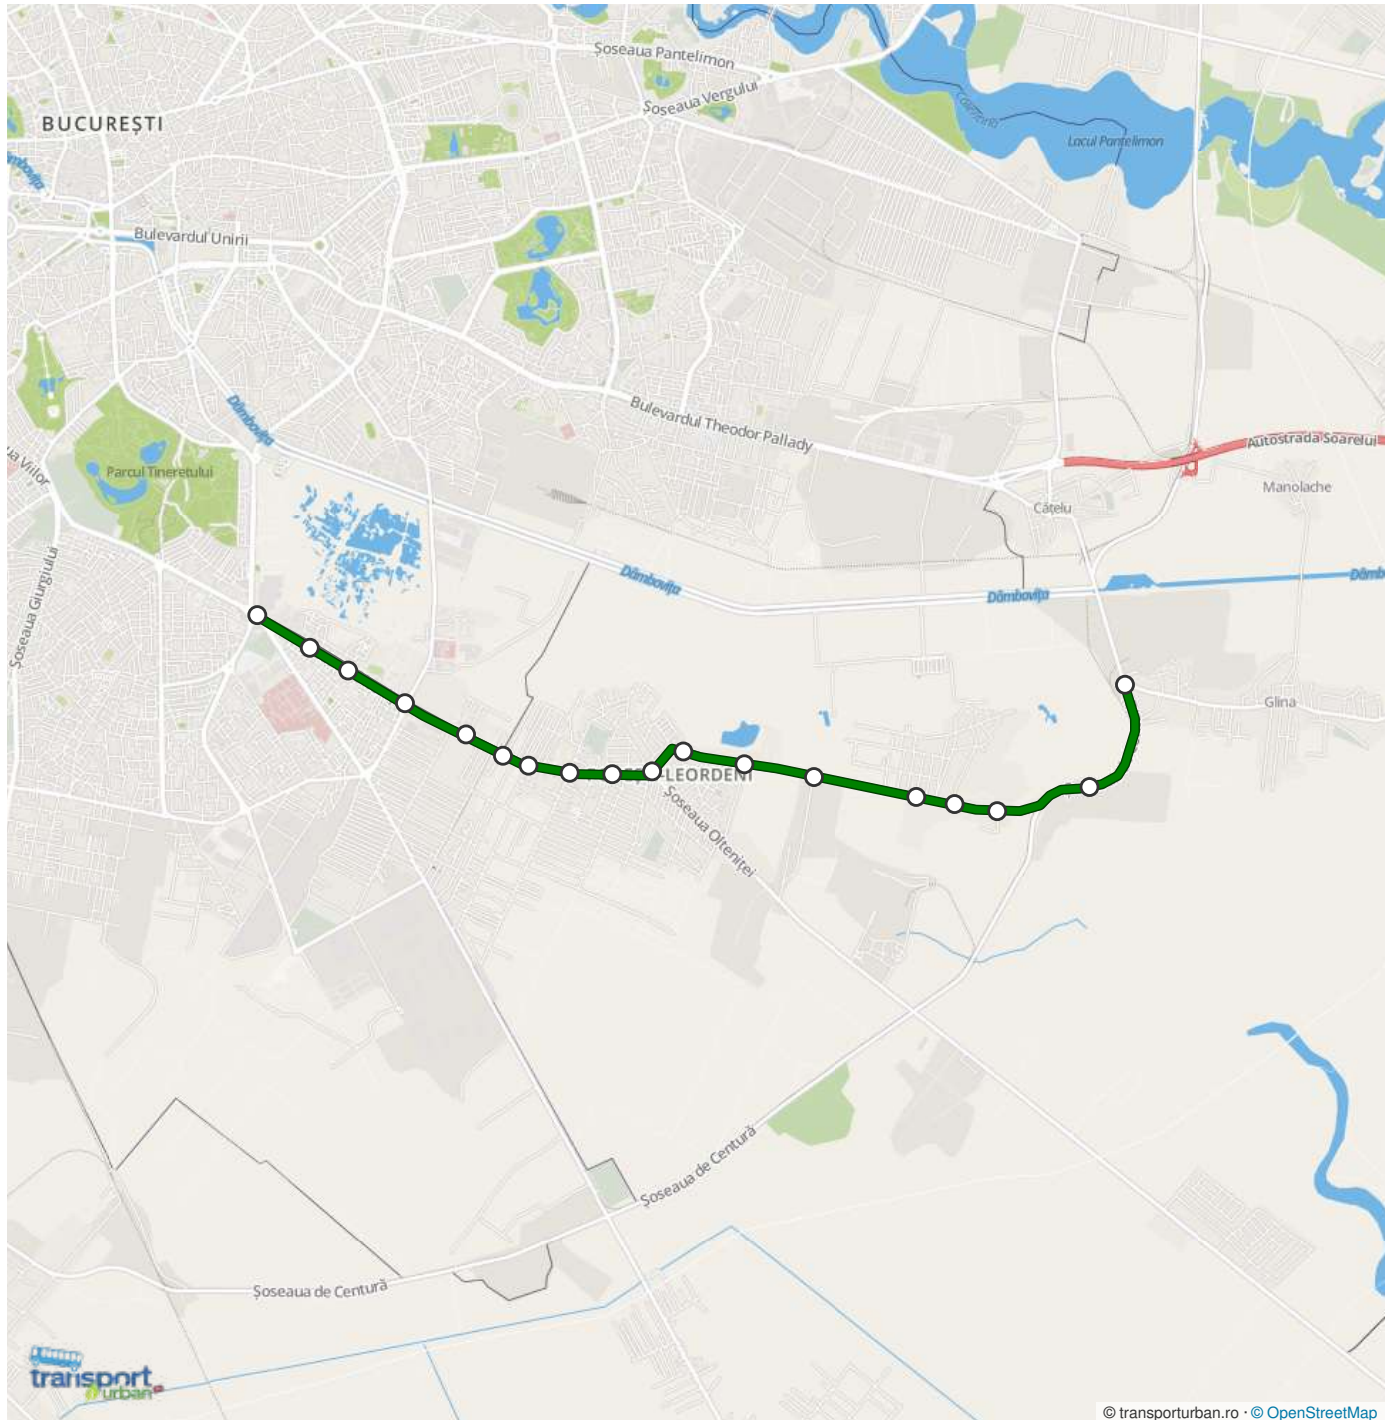 Șoseaua Pantelimon
Șoseaua Vergului
BUCUREȘTI
Colentina
Lacul Pantelimon
Dâmbovița
Bulevardul Unirii
Dâmbovița
Bulevardul Theodor Pallady
Autostrada Soarelui
Parcul Tineretului
Manolache
Cățelu
Șoseaua Giurgiului
Dâmbovița
Dâmbovița
Dâmb
Glina
-LEORDENI
Șoseaua Olteniței
Șoseaua de Centură
Șoseaua de Centură
transport
urban
© transporturban.ro · © OpenStreetMap